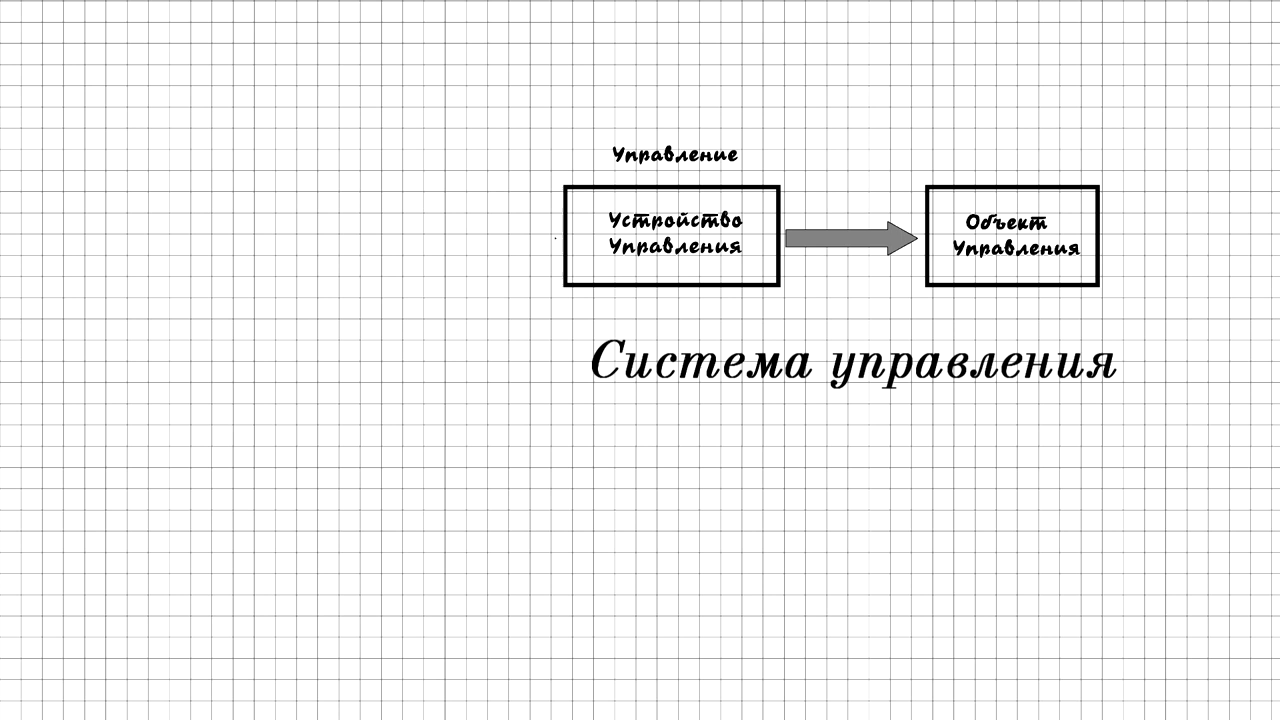 Управление
Устройство
Управления
Объект
Управления
Система управления